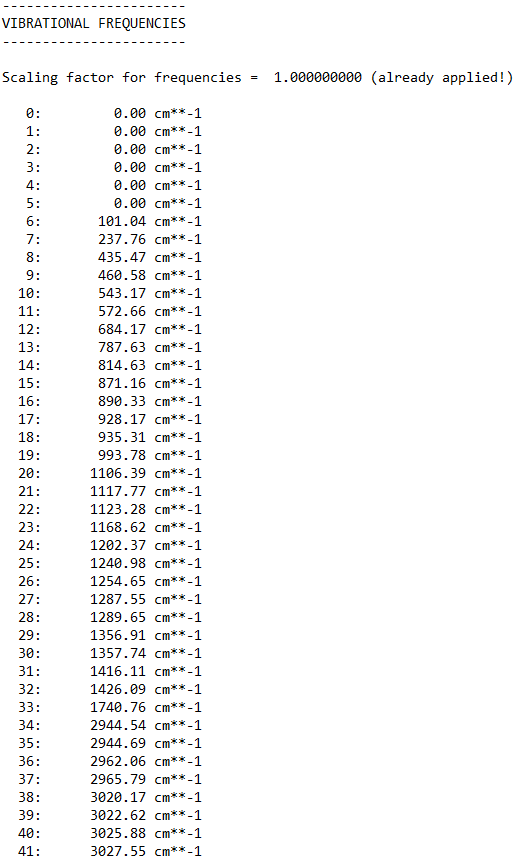 -----------------------
VIBRATIONAL FREQUENCIES
-----------------------
Scaling factor for frequencies =  1.000000000 (already applied!)
   0:         0.00 cm**-1
   1:         0.00 cm**-1
   2:         0.00 cm**-1
   3:         0.00 cm**-1
   4:         0.00 cm**-1
   5:         0.00 cm**-1
   6:       101.04 cm**-1
   7:       237.76 cm**-1
   8:       435.47 cm**-1
   9:       460.58 cm**-1
  10:       543.17 cm**-1
  11:       572.66 cm**-1
  12:       684.17 cm**-1
  13:       787.63 cm**-1
  14:       814.63 cm**-1
  15:       871.16 cm**-1
  16:       890.33 cm**-1
  17:       928.17 cm**-1
  18:       935.31 cm**-1
  19:       993.78 cm**-1
  20:      1106.39 cm**-1
  21:      1117.77 cm**-1
  22:      1123.28 cm**-1
  23:      1168.62 cm**-1
  24:      1202.37 cm**-1
  25:      1240.98 cm**-1
  26:      1254.65 cm**-1
  27:      1287.55 cm**-1
  28:      1289.65 cm**-1
  29:      1356.91 cm**-1
  30:      1357.74 cm**-1
  31:      1416.11 cm**-1
  32:      1426.09 cm**-1
  33:      1740.76 cm**-1
  34:      2944.54 cm**-1
  35:      2944.69 cm**-1
  36:      2962.06 cm**-1
  37:      2965.79 cm**-1
  38:      3020.17 cm**-1
  39:      3022.62 cm**-1
  40:      3025.88 cm**-1
  41:      3027.55 cm**-1